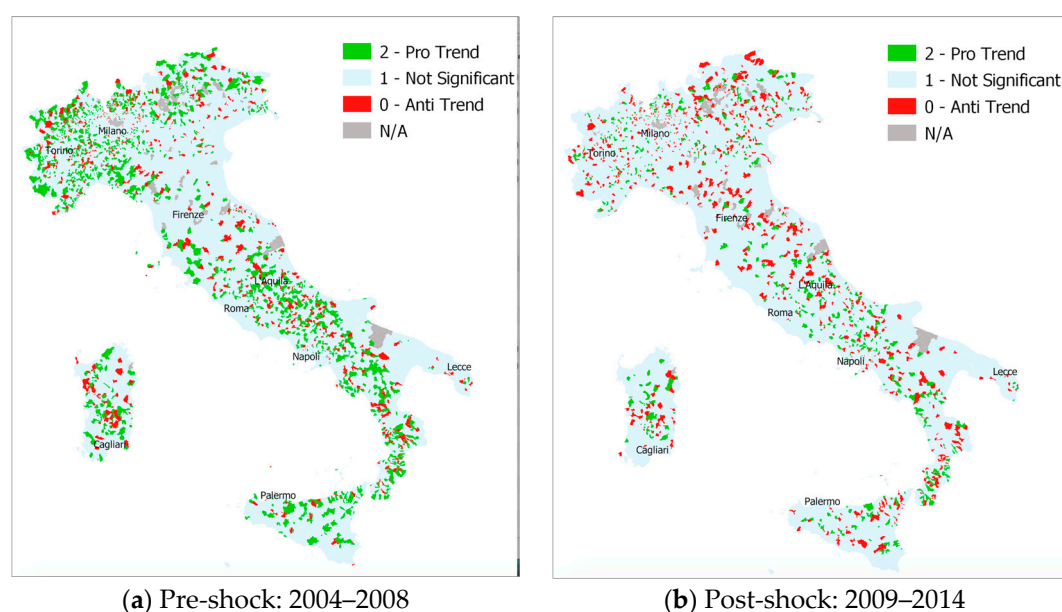 2 - Pro Trend
1 - Not Significant
0 - Anti Trend
N/A
Milano
Torino
Firenze
L'Aquila
Roma
Napoli
Lecce
Cagliari
Palermo
(a) Pre-shock: 2004–2008
2 - Pro Trend
1 - Not Significant
0 - Anti Trend
N/A
Milano
Torino
Firenze
L'Aquila
Roma
Napoli
Lecce
Cagliari
Palermo
(b) Post-shock: 2009–2014